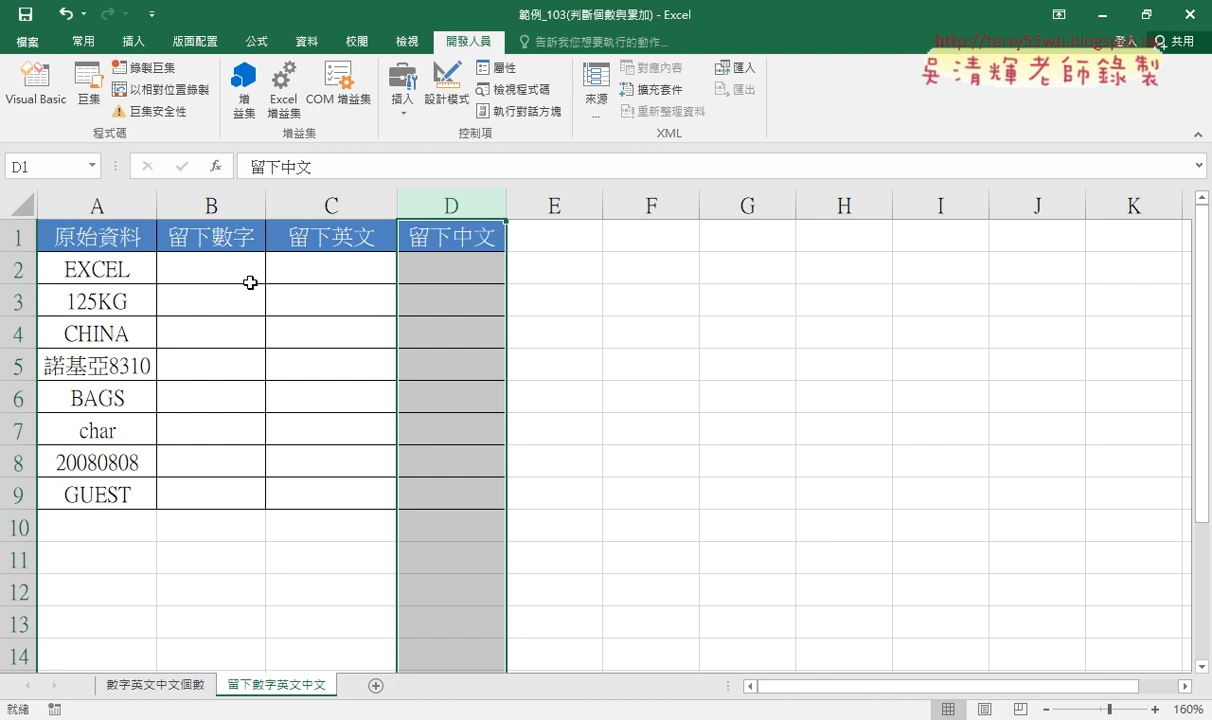 範例_103(判斷個數與累加) - Excel
檔案 常用 插入 版面配置 公式 資料 校閱 檢視 開發人員 告訴我您想要執行的動作... 登入 共用
http://terry55wu.blogspot.tw
吳清輝老師錄製
Visual Basic 巨集 錄製巨集 以相對位置錄製 巨集安全性
程式碼
增益集 Excel 增益集 COM 增益集
增益集
插入 設計模式 屬性 檢視程式碼 執行對話方塊
控制項
來源... 對應內容 擴充套件 重新整理資料 匯入 匯出
XML
D1 fx 留下中文
A B C D E F G H I J K
1 原始資料 留下數字 留下英文 留下中文
2 EXCEL
3 125KG
4 CHINA
5 諾基亞8310
6 BAGS
7 char
8 20080808
9 GUEST
10
11
12
13
14
數字英文中文個數 留下數字英文中文
就緒 160%